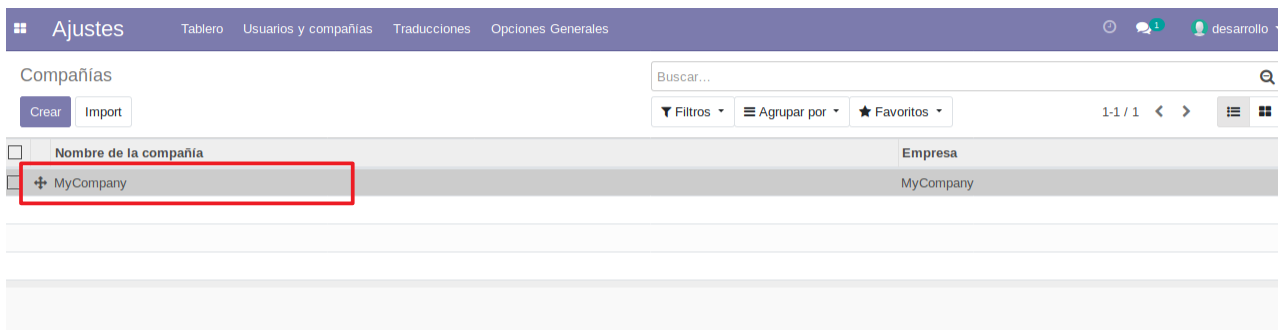 Ajustes Tablero Usuarios y compañías Traducciones Opciones Generales 1 desarrollo
Compañías Buscar...
Crear Import Filtros Agrupar por Favoritos 1-1 / 1
Nombre de la compañía Empresa
MyCompany MyCompany